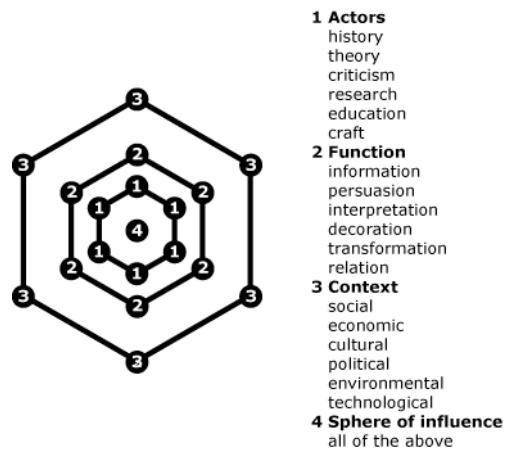 1 Actors
history
theory
criticism
research
education
craft
2 Function
information
persuasion
interpretation
decoration
transformation
relation
3 Context
social
economic
cultural
political
environmental
technological
4 Sphere of influence
all of the above
3
3
3
2
2
2
1
1
1
4
1
1
1
2
2
2
3
3
3